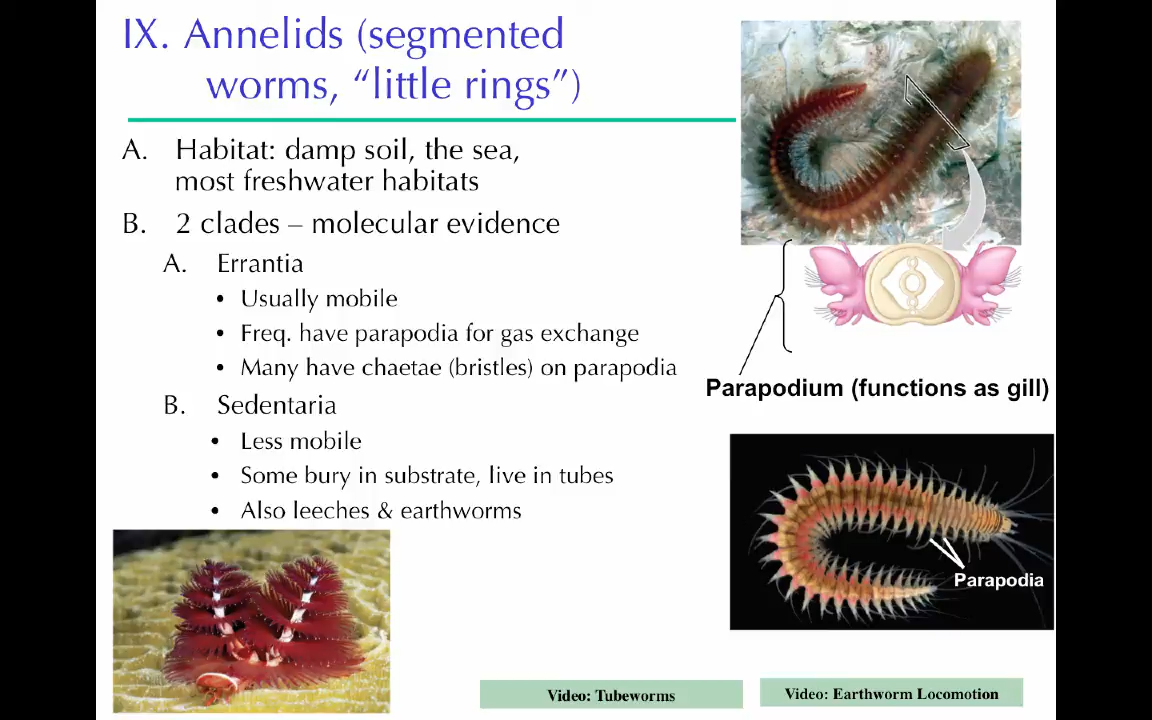 IX. Annelids (segmented
worms, “little rings”)
A. Habitat: damp soil, the sea,
most freshwater habitats
B. 2 clades – molecular evidence
A. Errantia
• Usually mobile
• Freq. have parapodia for gas exchange
• Many have chaetae (bristles) on parapodia
B. Sedentaria
• Less mobile
• Some bury in substrate, live in tubes
• Also leeches & earthworms
Parapodium (functions as gill)
Parapodia
Video: Tubeworms
Video: Earthworm Locomotion